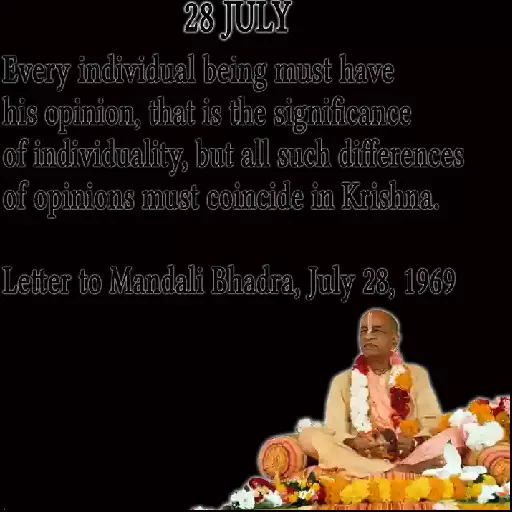 28 JULY
Every individual being must have
his opinion, that is the significance
of individuality, but all such differences
of opinions must coincide in Krishna.
Letter to Mandali Bhadra, July 28, 1969